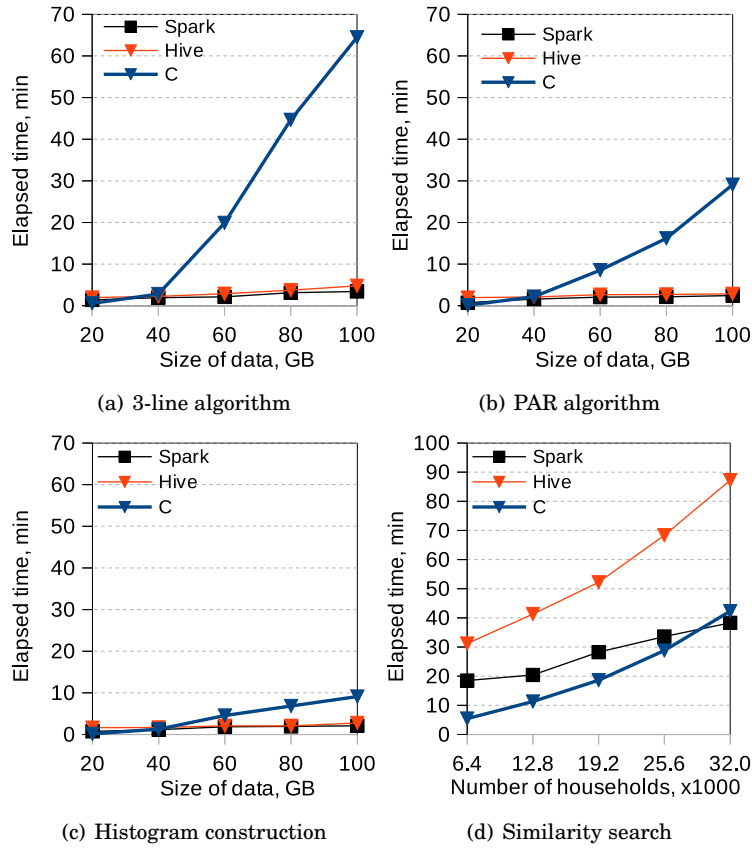 70
60
50
40
30
20
10
0
Elapsed time, min
Spark
Hive
C
20 40 60 80 100
Size of data, GB
(a) 3-line algorithm
70
60
50
40
30
20
10
0
Elapsed time, min
Spark
Hive
C
20 40 60 80 100
Size of data, GB
(b) PAR algorithm
70
60
50
40
30
20
10
0
Elapsed time, min
Spark
Hive
C
20 40 60 80 100
Size of data, GB
(c) Histogram construction
100
90
80
70
60
50
40
30
20
10
0
Elapsed time, min
Spark
Hive
C
6.4 12.8 19.2 25.6 32.0
Number of households, x1000
(d) Similarity search